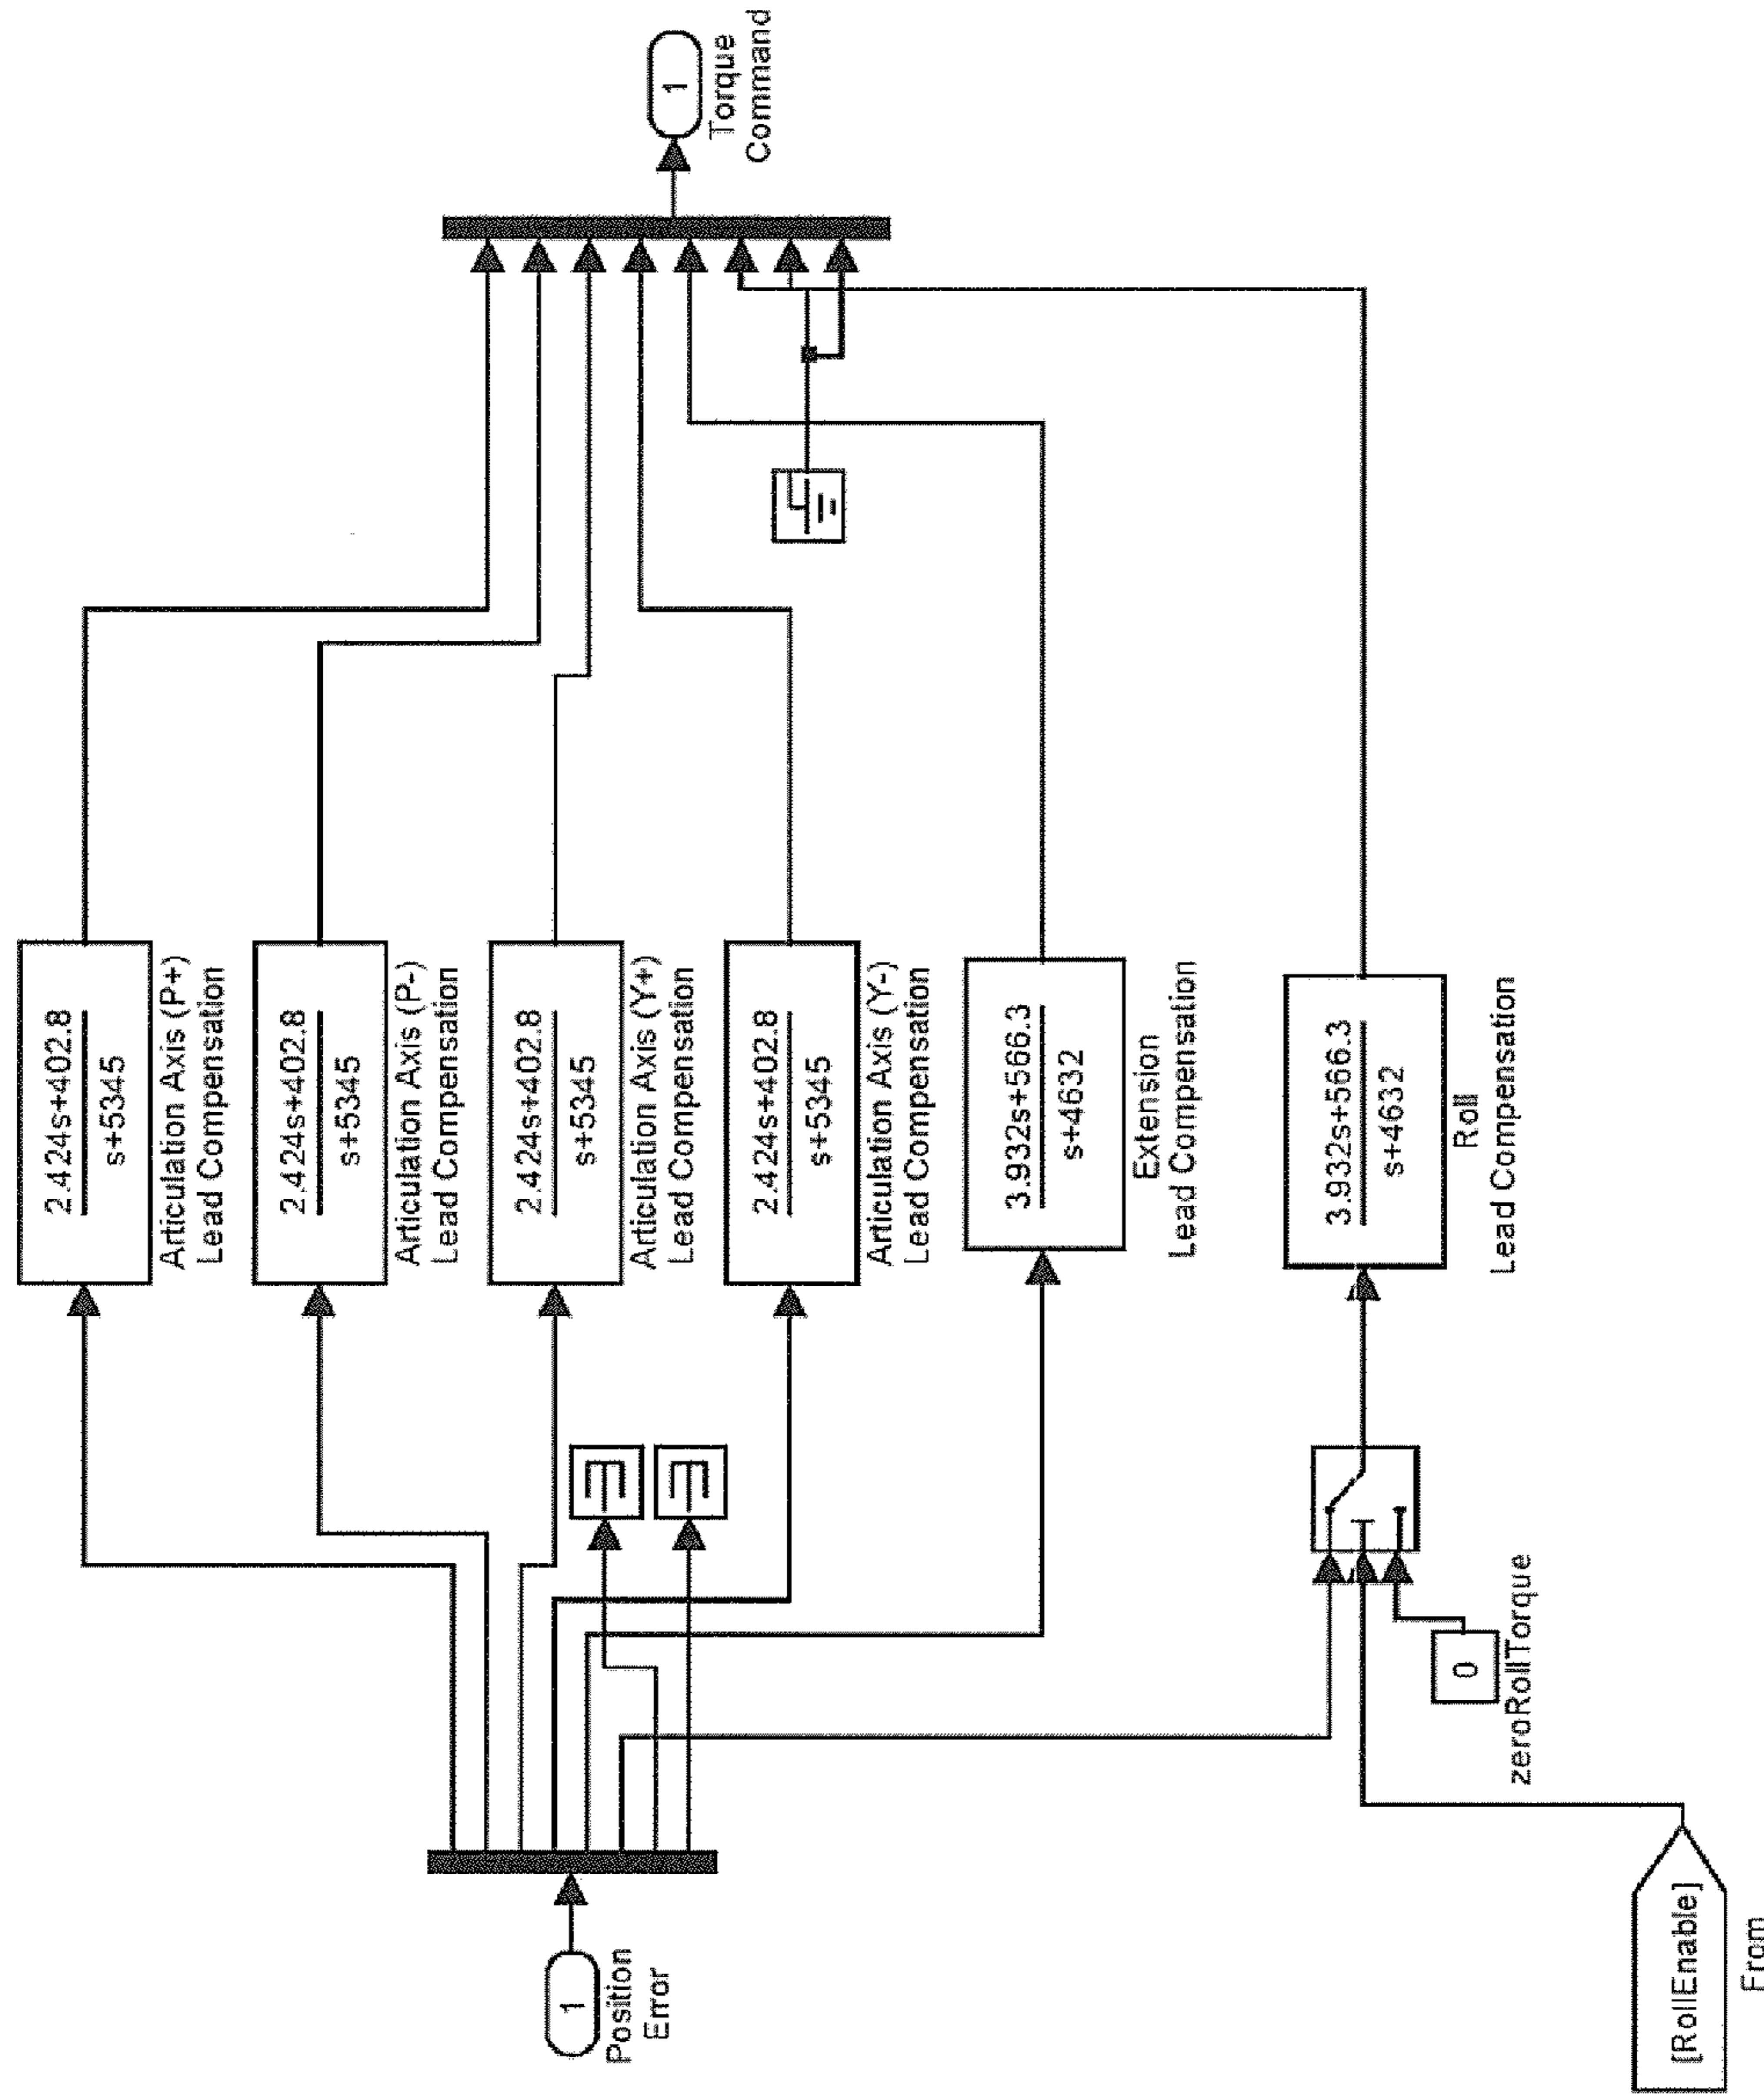 1
Position
Error
2.424s+402.8
s+5345
Articulation Axis (P+)
Lead Compensation
2.424s+402.8
s+5345
Articulation Axis (P-)
Lead Compensation
2.424s+402.8
s+5345
Articulation Axis (Y+)
Lead Compensation
2.424s+402.8
s+5345
Articulation Axis (Y-)
Lead Compensation
3.932s+566.3
s+4632
Extension
Lead Compensation
3.932s+566.3
s+4632
Roll
Lead Compensation
0
zeroRollTorque
[RollEnable]
From
1
Torque
Command